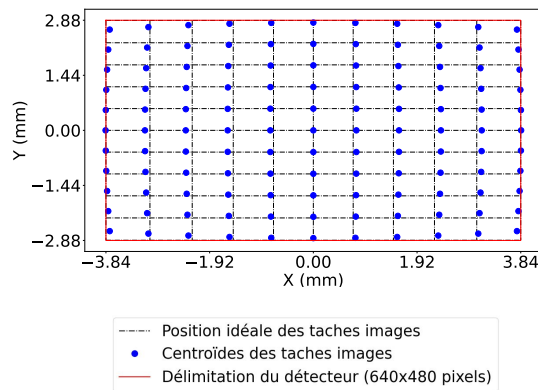 2.88
1.44
0.00
−1.44
−2.88
Y (mm)
−3.84 −1.92 0.00 1.92 3.84
X (mm)
Position idéale des taches images
Centroïdes des taches images
Délimitation du détecteur (640x480 pixels)